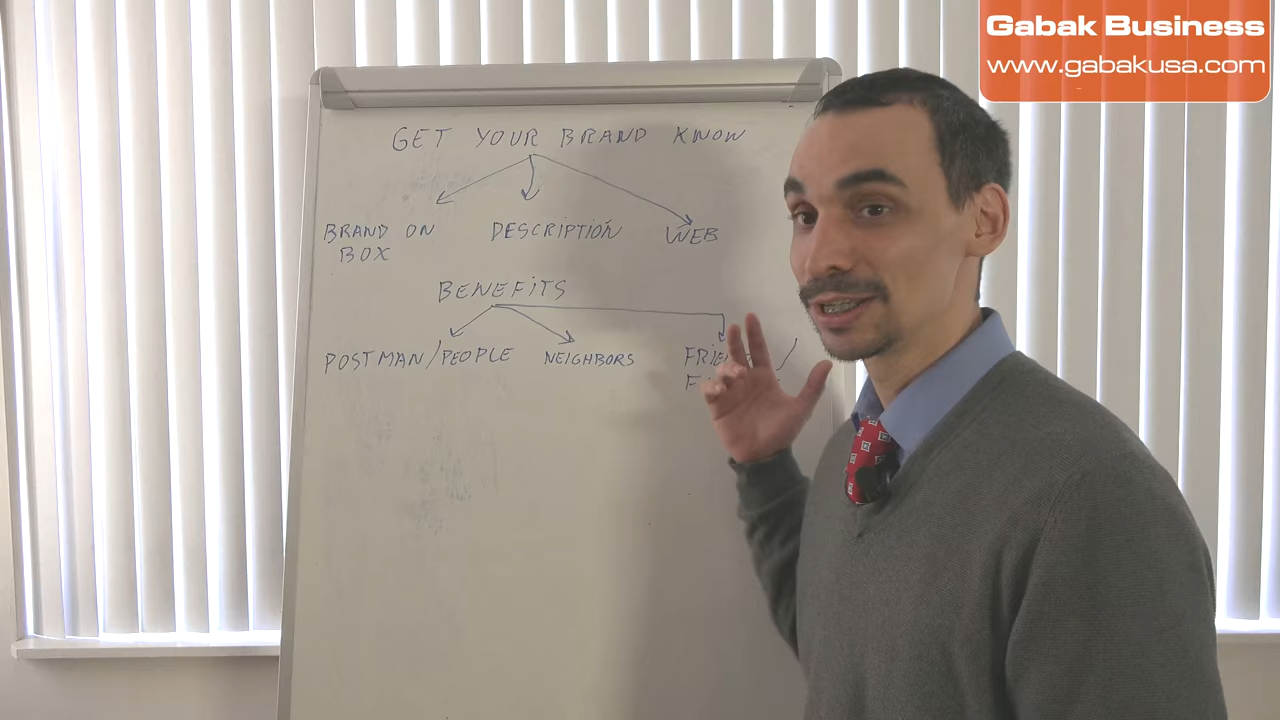 Gabak Business
www.gabakusa.com
GET YOUR BRAND KNOW
BRAND ON
BOX
DESCRIPTION
WEB
BENEFITS
POSTMAN/PEOPLE
NEIGHBORS